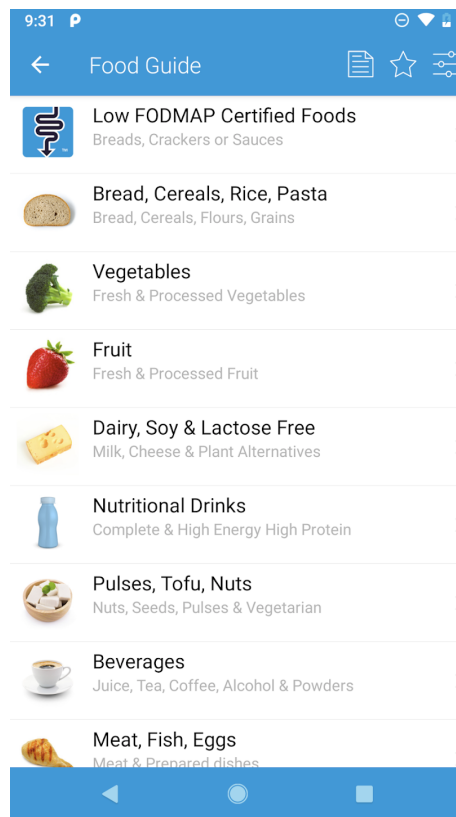 9:31
Food Guide
Low FODMAP Certified Foods
Breads, Crackers or Sauces
Bread, Cereals, Rice, Pasta
Bread, Cereals, Flours, Grains
Vegetables
Fresh & Processed Vegetables
Fruit
Fresh & Processed Fruit
Dairy, Soy & Lactose Free
Milk, Cheese & Plant Alternatives
Nutritional Drinks
Complete & High Energy High Protein
Pulses, Tofu, Nuts
Nuts, Seeds, Pulses & Vegetarian
Beverages
Juice, Tea, Coffee, Alcohol & Powders
Meat, Fish, Eggs
Meat & Prepared dishes